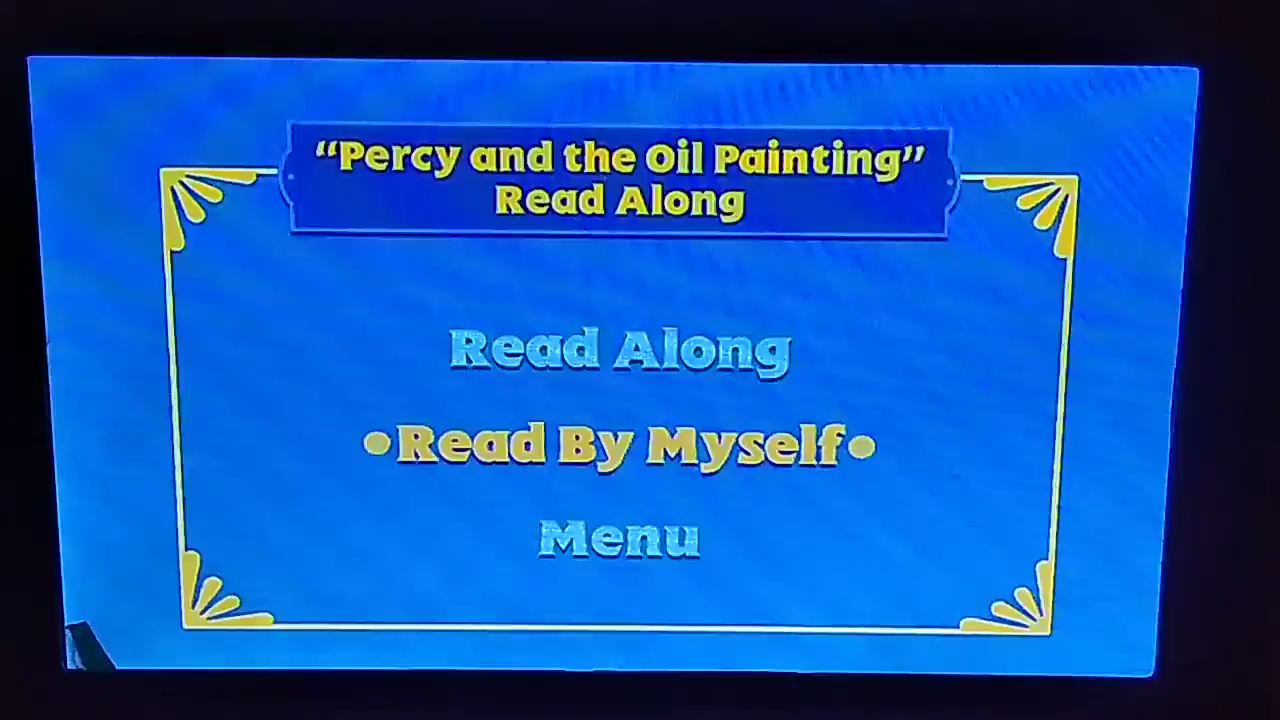 “Percy and the Oil Painting”
Read Along
Read Along
•Read By Myself•
Menu